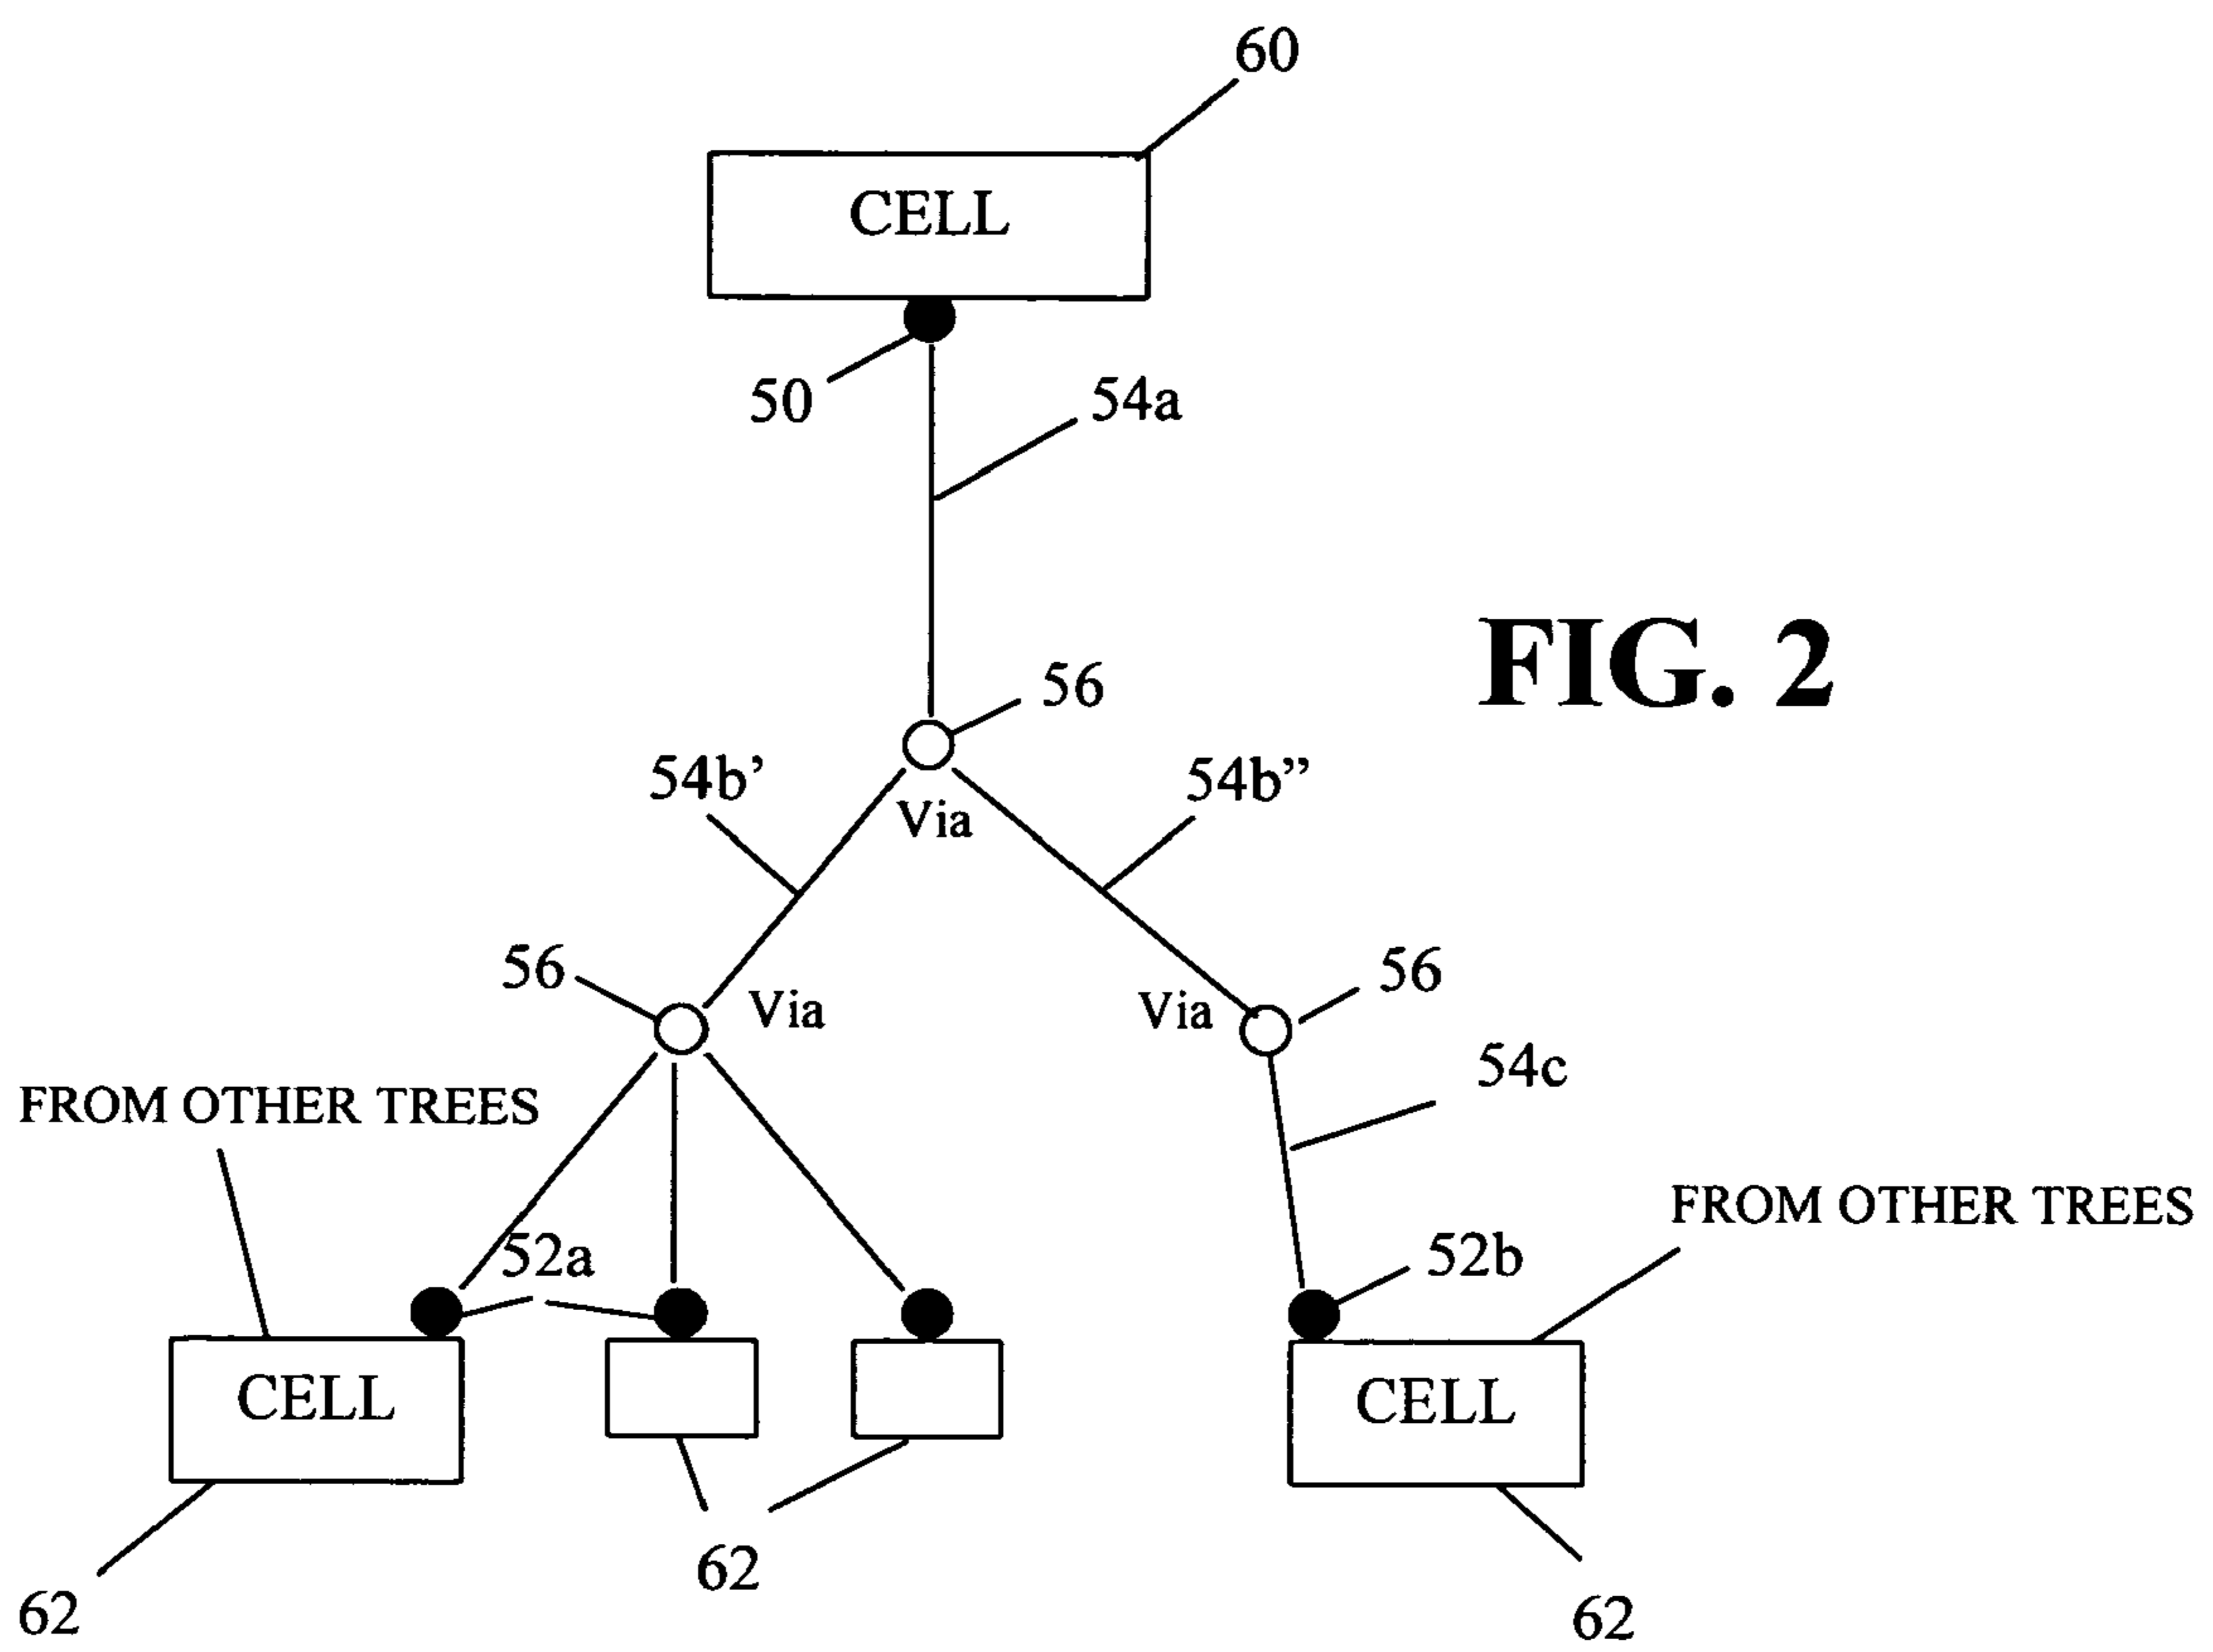 60
CELL
50
54a
FIG. 2
56
54b’
54b”
Via
56
Via
Via
56
54c
FROM OTHER TREES
FROM OTHER TREES
52a
52b
CELL
CELL
62
62
62